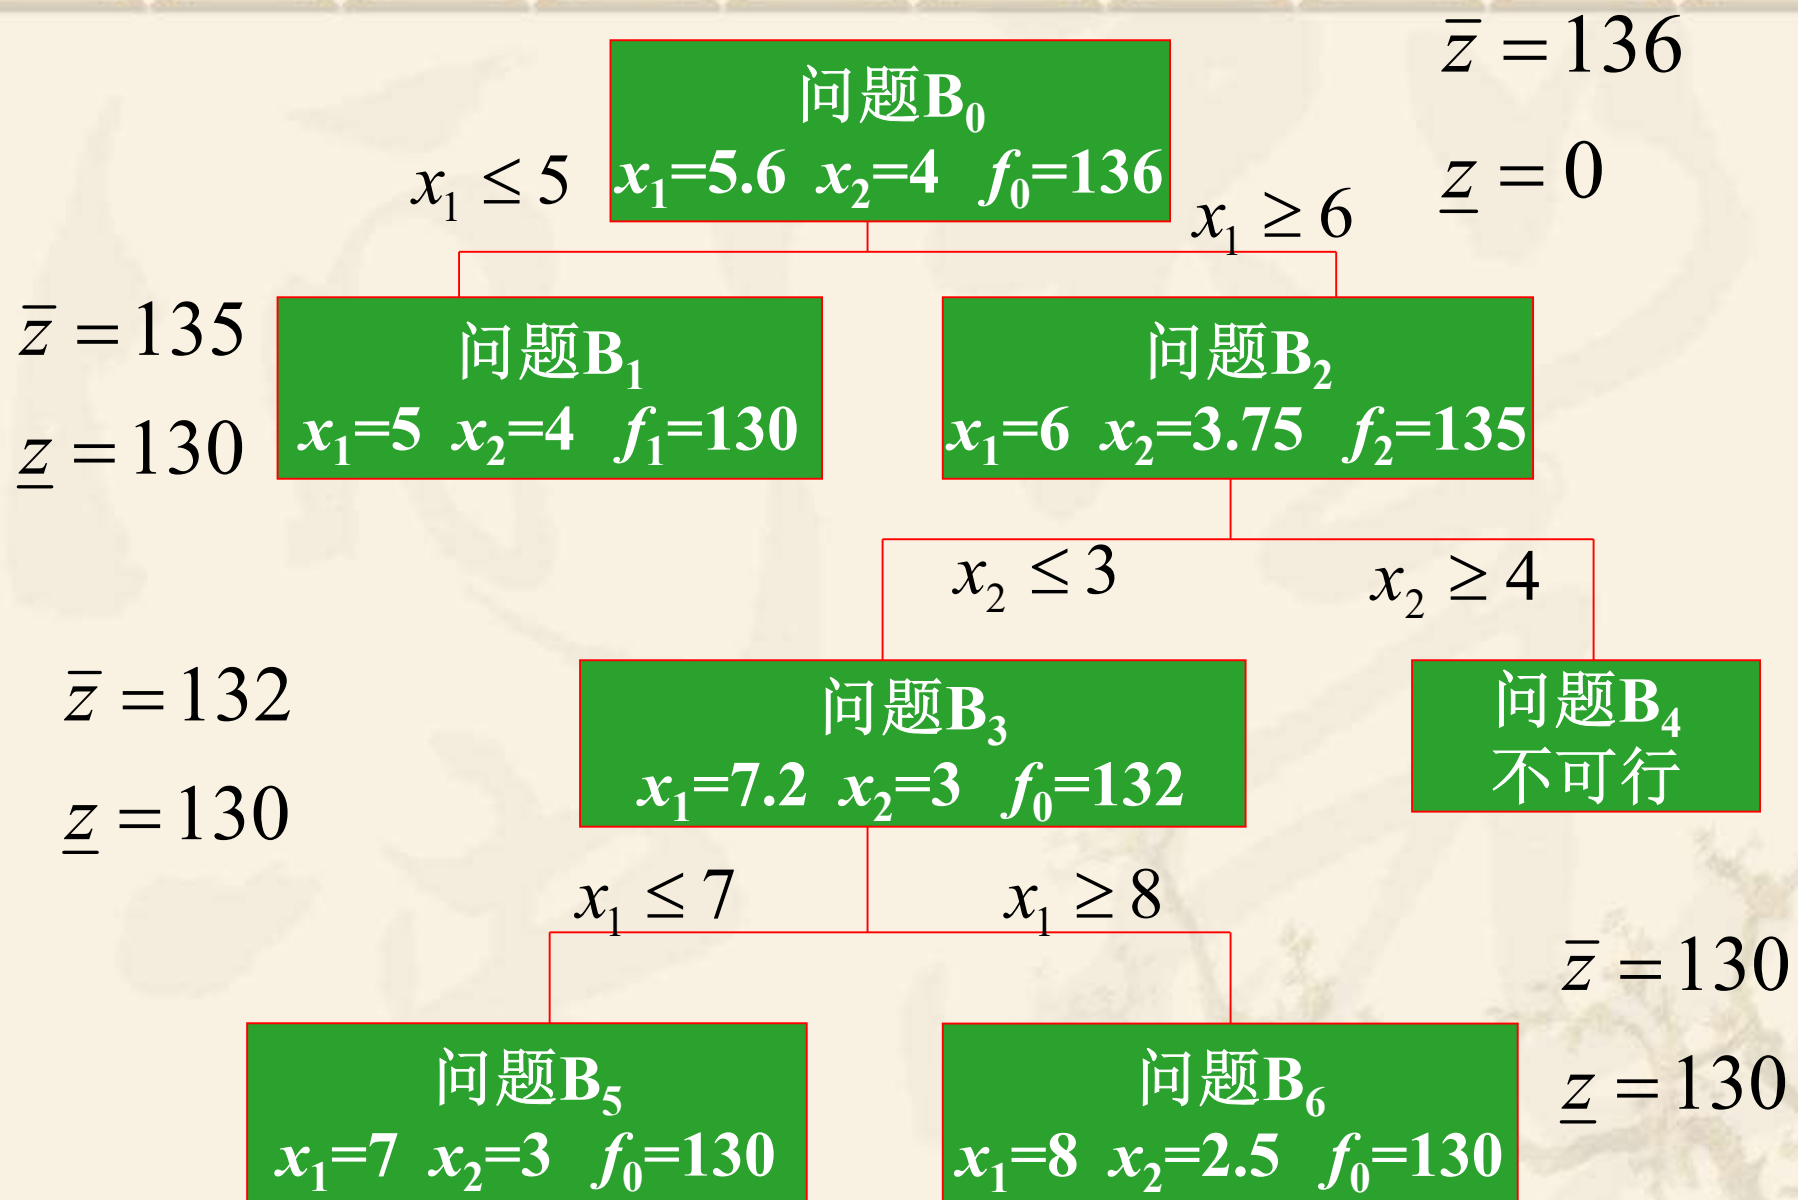 z̅ = 136
问题B₀
x₁=5.6 x₂=4 f₀=136
z̲ = 0
x₁ ≤ 5
x₁ ≥ 6
z̅ = 135
问题B₁
x₁=5 x₂=4 f₁=130
z̲ = 130
问题B₂
x₁=6 x₂=3.75 f₂=135
x₂ ≤ 3
x₂ ≥ 4
z̅ = 132
z̲ = 130
问题B₃
x₁=7.2 x₂=3 f₀=132
问题B₄
不可行
x₁ ≤ 7
x₁ ≥ 8
z̅ = 130
z̲ = 130
问题B₅
x₁=7 x₂=3 f₀=130
问题B₆
x₁=8 x₂=2.5 f₀=130